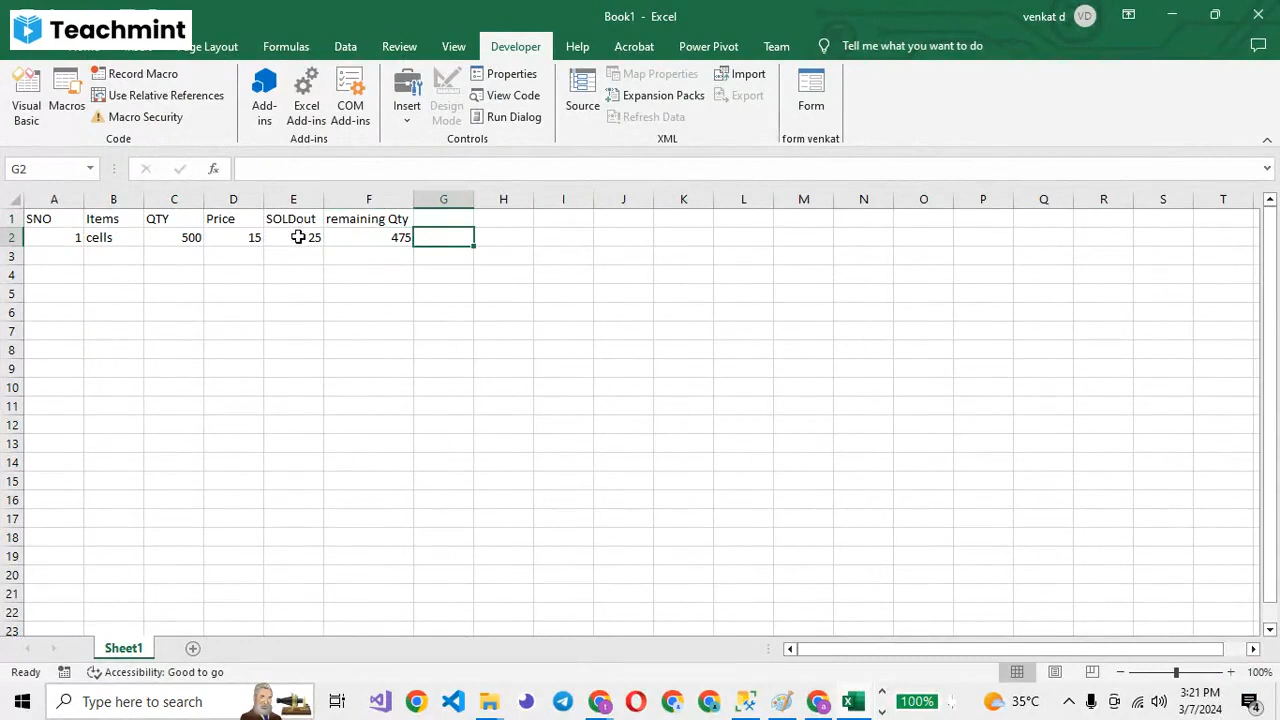 Teachmint
Book1 - Excel
venkat d VD
Page Layout Formulas Data Review View Developer Help Acrobat Power Pivot Team Tell me what you want to do
Visual Basic
Macros
Record Macro
Use Relative References
Macro Security
Code
Add-ins
Excel Add-ins
COM Add-ins
Add-ins
Insert
Design Mode
Properties
View Code
Run Dialog
Controls
Source
Map Properties
Expansion Packs
Refresh Data
Import
Export
XML
Form
form venkat
G2 fx
A B C D E F G H I J K L M N O P Q R S T
1 SNO Items QTY Price SOLDout remaining Qty
2 1 cells 500 15 25 475
3
4
5
6
7
8
9
10
11
12
13
14
15
16
17
18
19
20
21
22
23
Sheet1
Ready Accessibility: Good to go 100%
Type here to search 100% 35°C 3:21 PM
3/7/2024 4